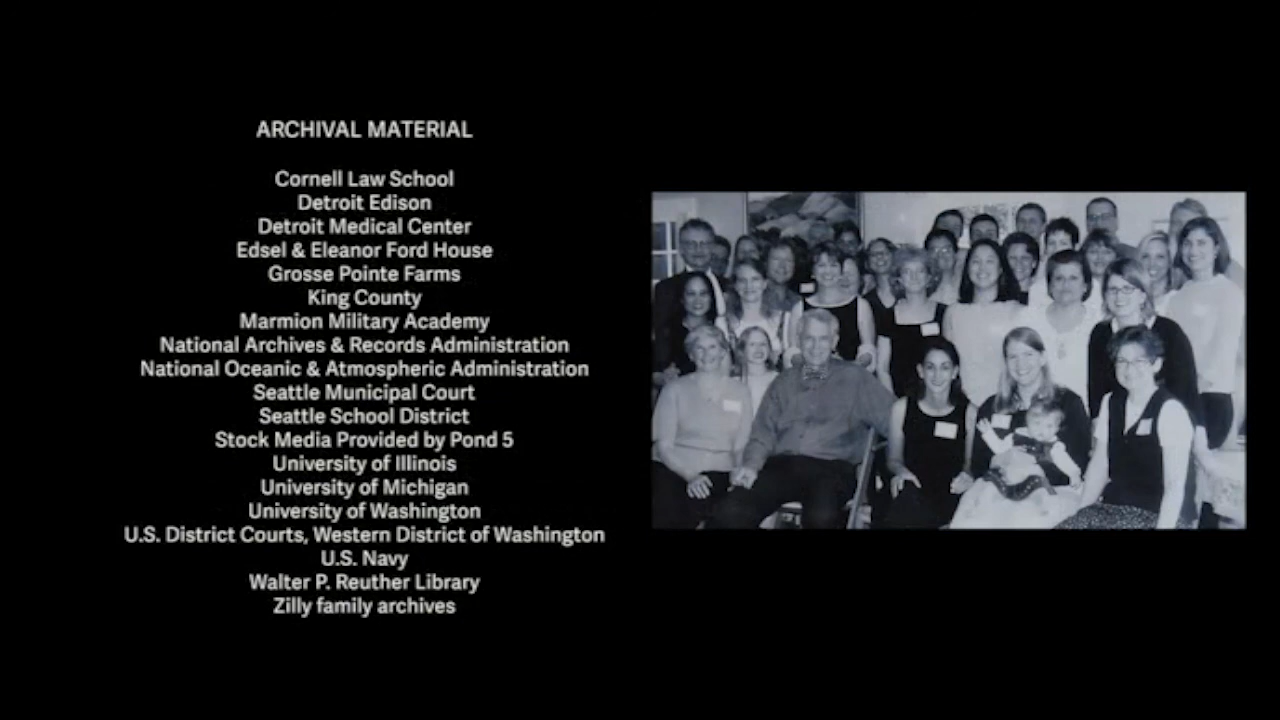 ARCHIVAL MATERIAL
Cornell Law School
Detroit Edison
Detroit Medical Center
Edsel & Eleanor Ford House
Grosse Pointe Farms
King County
Marmion Military Academy
National Archives & Records Administration
National Oceanic & Atmospheric Administration
Seattle Municipal Court
Seattle School District
Stock Media Provided by Pond 5
University of Illinois
University of Michigan
University of Washington
U.S. District Courts, Western District of Washington
U.S. Navy
Walter P. Reuther Library
Zilly family archives